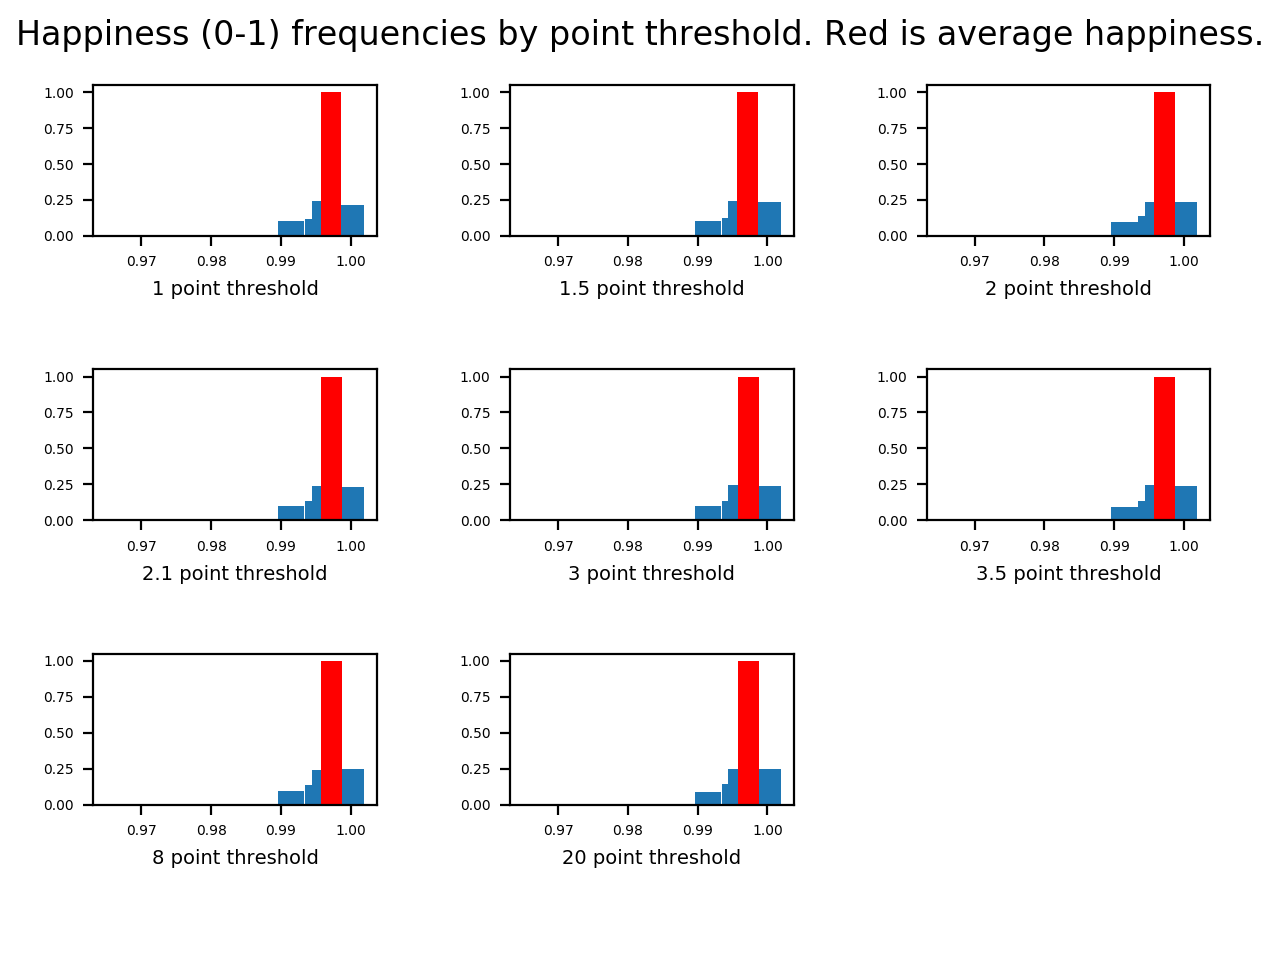 Happiness (0-1) frequencies by point threshold. Red is average happiness.
1.00 1.00 1.00
0.75 0.75 0.75
0.50 0.50 0.50
0.25 0.25 0.25
0.00 0.00 0.00
0.97 0.98 0.99 1.00 0.97 0.98 0.99 1.00 0.97 0.98 0.99 1.00
1 point threshold 1.5 point threshold 2 point threshold
1.00 1.00 1.00
0.75 0.75 0.75
0.50 0.50 0.50
0.25 0.25 0.25
0.00 0.00 0.00
0.97 0.98 0.99 1.00 0.97 0.98 0.99 1.00 0.97 0.98 0.99 1.00
2.1 point threshold 3 point threshold 3.5 point threshold
1.00 1.00
0.75 0.75
0.50 0.50
0.25 0.25
0.00 0.00
0.97 0.98 0.99 1.00 0.97 0.98 0.99 1.00
8 point threshold 20 point threshold